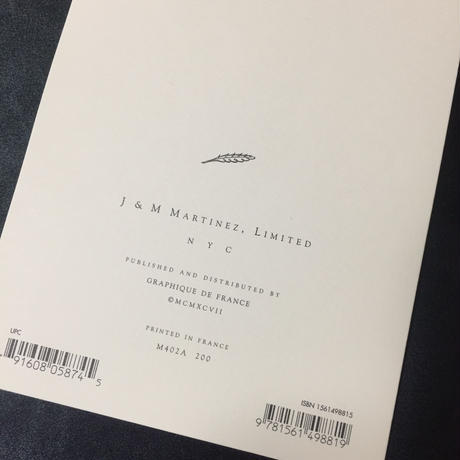 J & M MARTINEZ, LIMITED
NYC
PUBLISHED AND DISTRIBUTED BY
GRAPHIQUE DE FRANCE
©MCMXCVII
PRINTED IN FRANCE
M402A 200
UPC
91608 05874 5
ISBN 1561498815
9 781561 498819